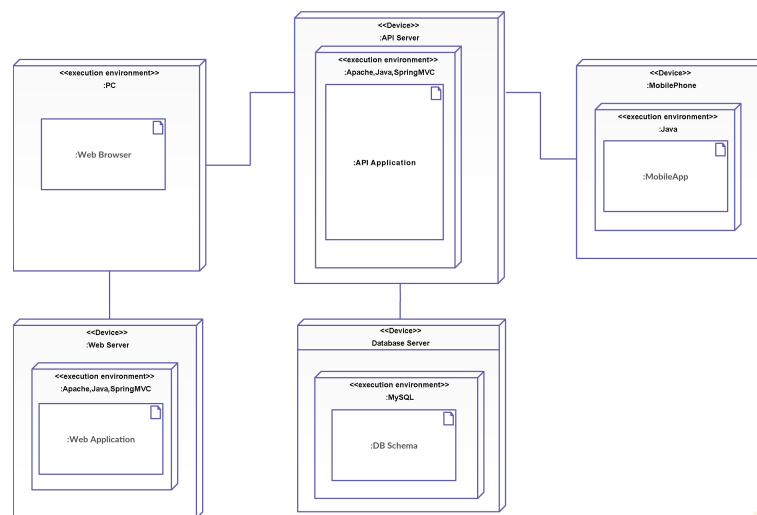 <<Device>>
:API Server
<<execution environment>>
:Apache,Java,SpringMVC
:API Application
<<execution environment>>
:PC
:Web Browser
<<Device>>
:MobilePhone
<<execution environment>>
:Java
:MobileApp
<<Device>>
:Web Server
<<execution environment>>
:Apache,Java,SpringMVC
:Web Application
<<Device>>
Database Server
<<execution environment>>
:MySQL
:DB Schema